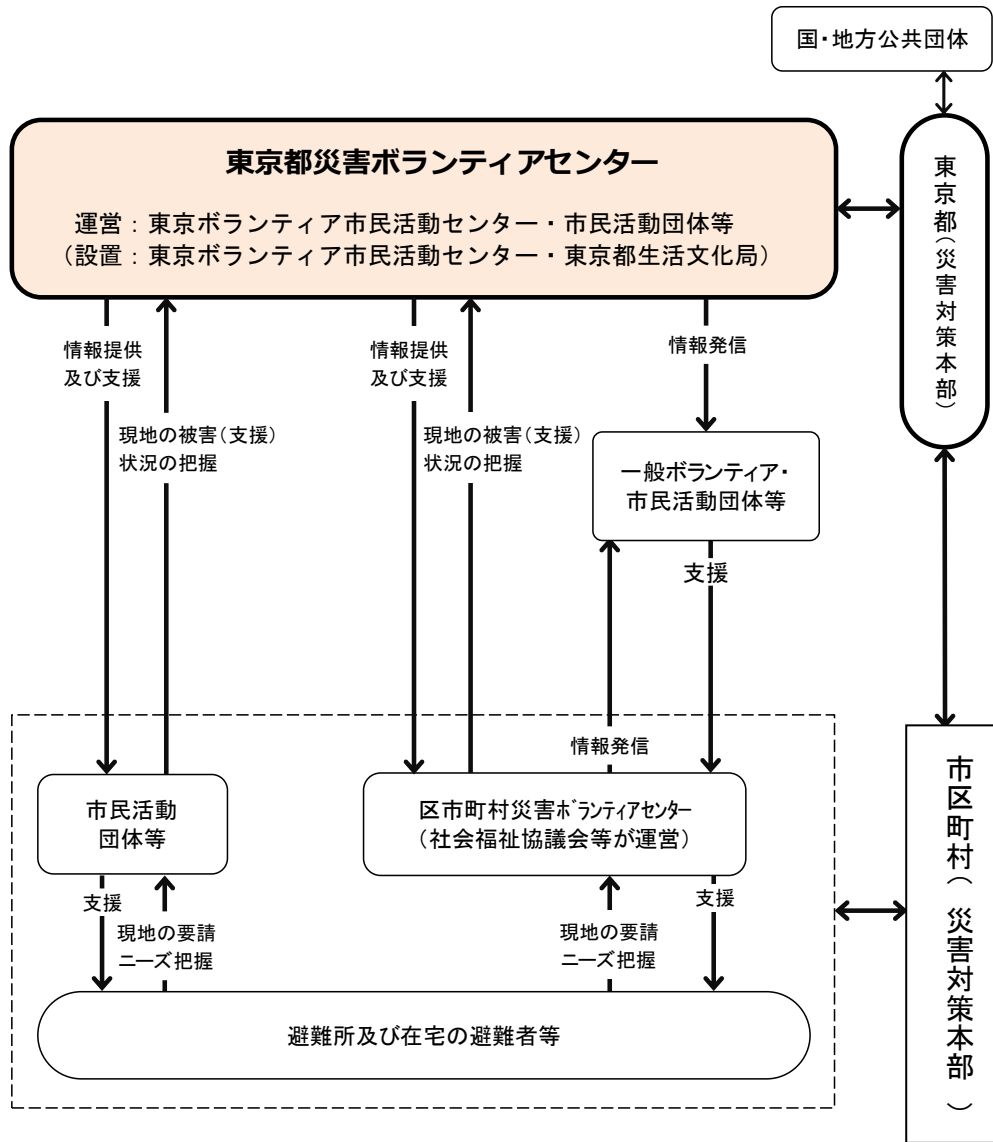 国・地方公共団体
東京都災害ボランティアセンター
運営：東京ボランティア市民活動センター・市民活動団体等
（設置：東京ボランティア市民活動センター・東京都生活文化局）
東京都（災害対策本部）
情報提供
及び支援
現地の被害（支援）
状況の把握
情報提供
及び支援
現地の被害（支援）
状況の把握
情報発信
一般ボランティア・
市民活動団体等
支援
情報発信
市民活動
団体等
区市町村災害ボランティアセンター
（社会福祉協議会等が運営）
支援
現地の要請
ニーズ把握
現地の要請
ニーズ把握
支援
避難所及び在宅の避難者等
市区町村（災害対策本部）